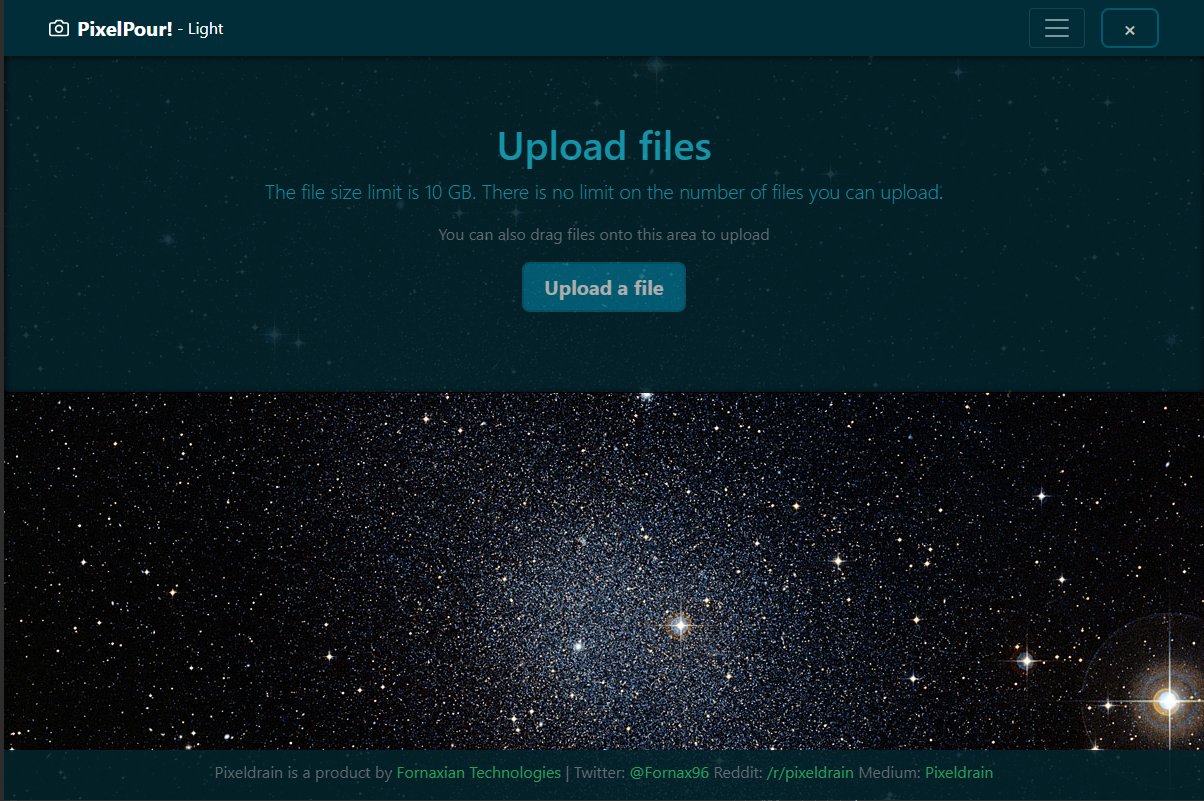 PixelPour! - Light
×
Upload files
The file size limit is 10 GB. There is no limit on the number of files you can upload.
You can also drag files onto this area to upload
Upload a file
Pixeldrain is a product by Fornaxian Technologies | Twitter: @Fornax96 Reddit: /r/pixeldrain Medium: Pixeldrain